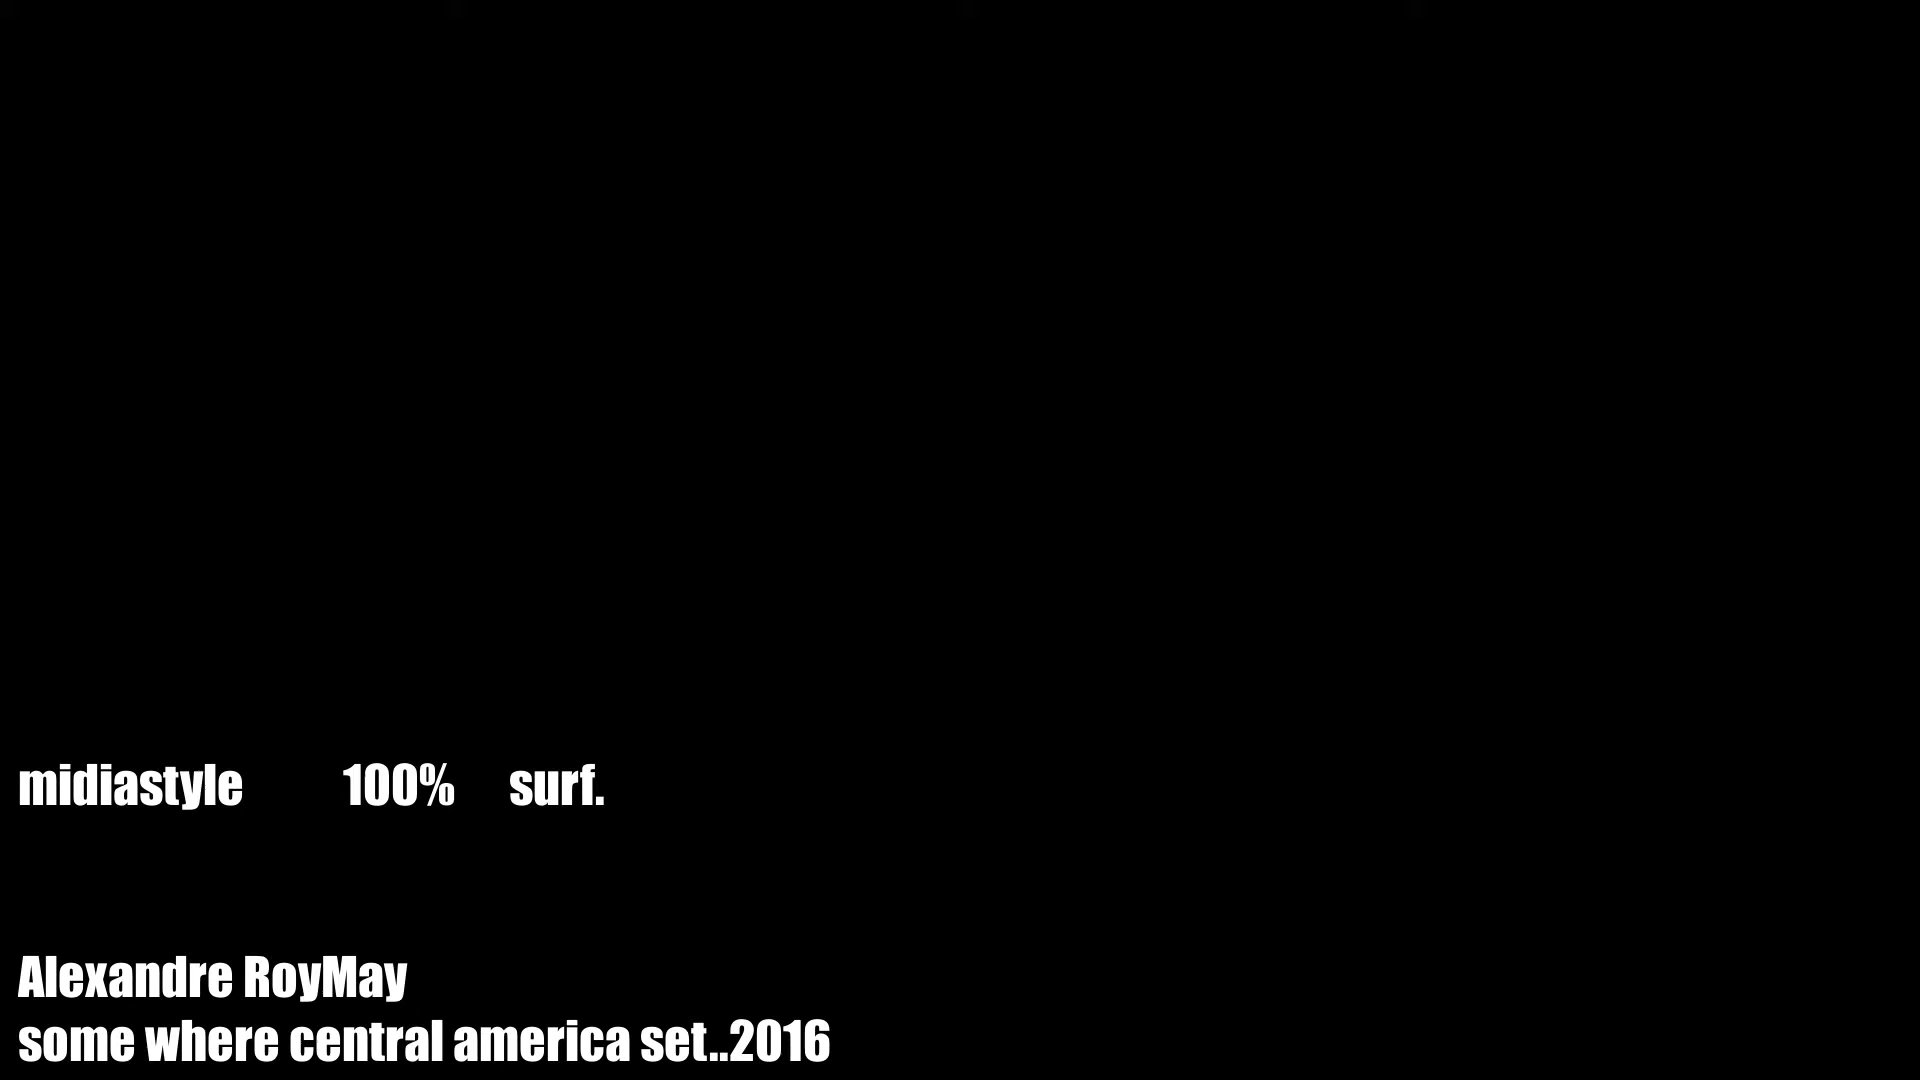 midiastyle 100% surf.
Alexandre RoyMay
some where central america set..2016